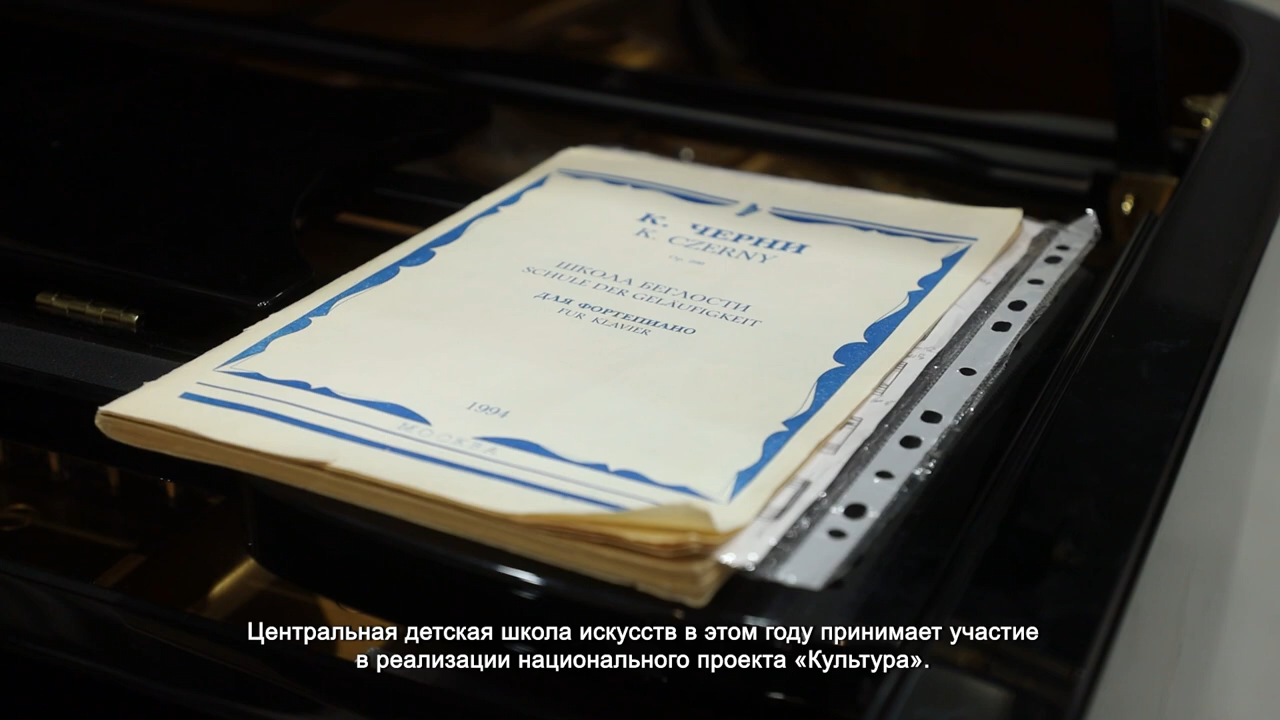 К. ЧЕРНИ
K. CZERNY
ШКОЛА БЕГЛОСТИ
SCHULE DER GELÄUFIGKEIT
ДЛЯ ФОРТЕПИАНО
FUR KLAVIER
1994
МОСКВА
Центральная детская школа искусств в этом году принимает участие
в реализации национального проекта «Культура».